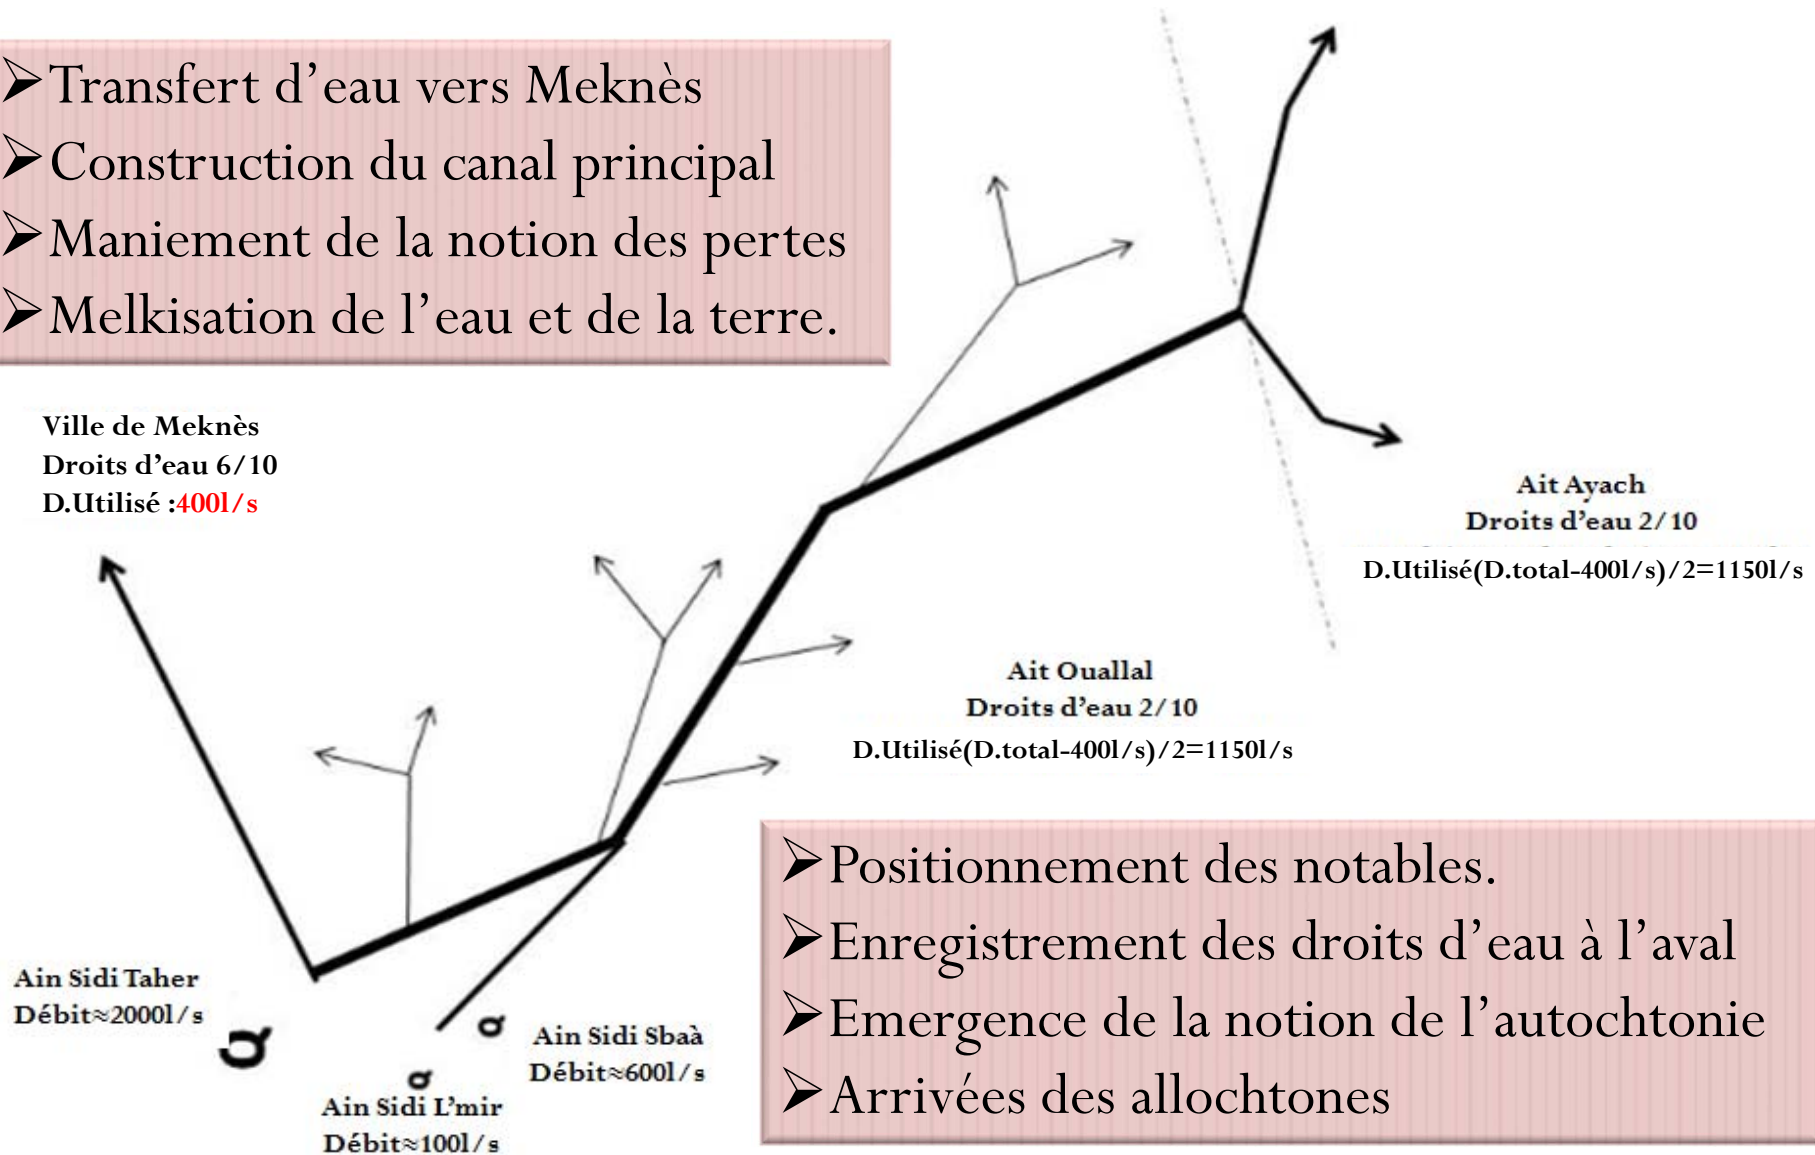 ➢Transfert d’eau vers Meknès
➢Construction du canal principal
➢Maniement de la notion des pertes
➢Melkisation de l’eau et de la terre.
Ville de Meknès
Droits d’eau 6/10
D.Utilisé :400l/s
Ait Ayach
Droits d’eau 2/10
D.Utilisé(D.total-400l/s)/2=1150l/s
Ait Ouallal
Droits d’eau 2/10
D.Utilisé(D.total-400l/s)/2=1150l/s
Ain Sidi Taher
Débit≈2000l/s
Ain Sidi Sbaà
Débit≈600l/s
Ain Sidi L’mir
Débit≈100l/s
➢Positionnement des notables.
➢Enregistrement des droits d’eau à l’aval
➢Emergence de la notion de l’autochtonie
➢Arrivées des allochtones